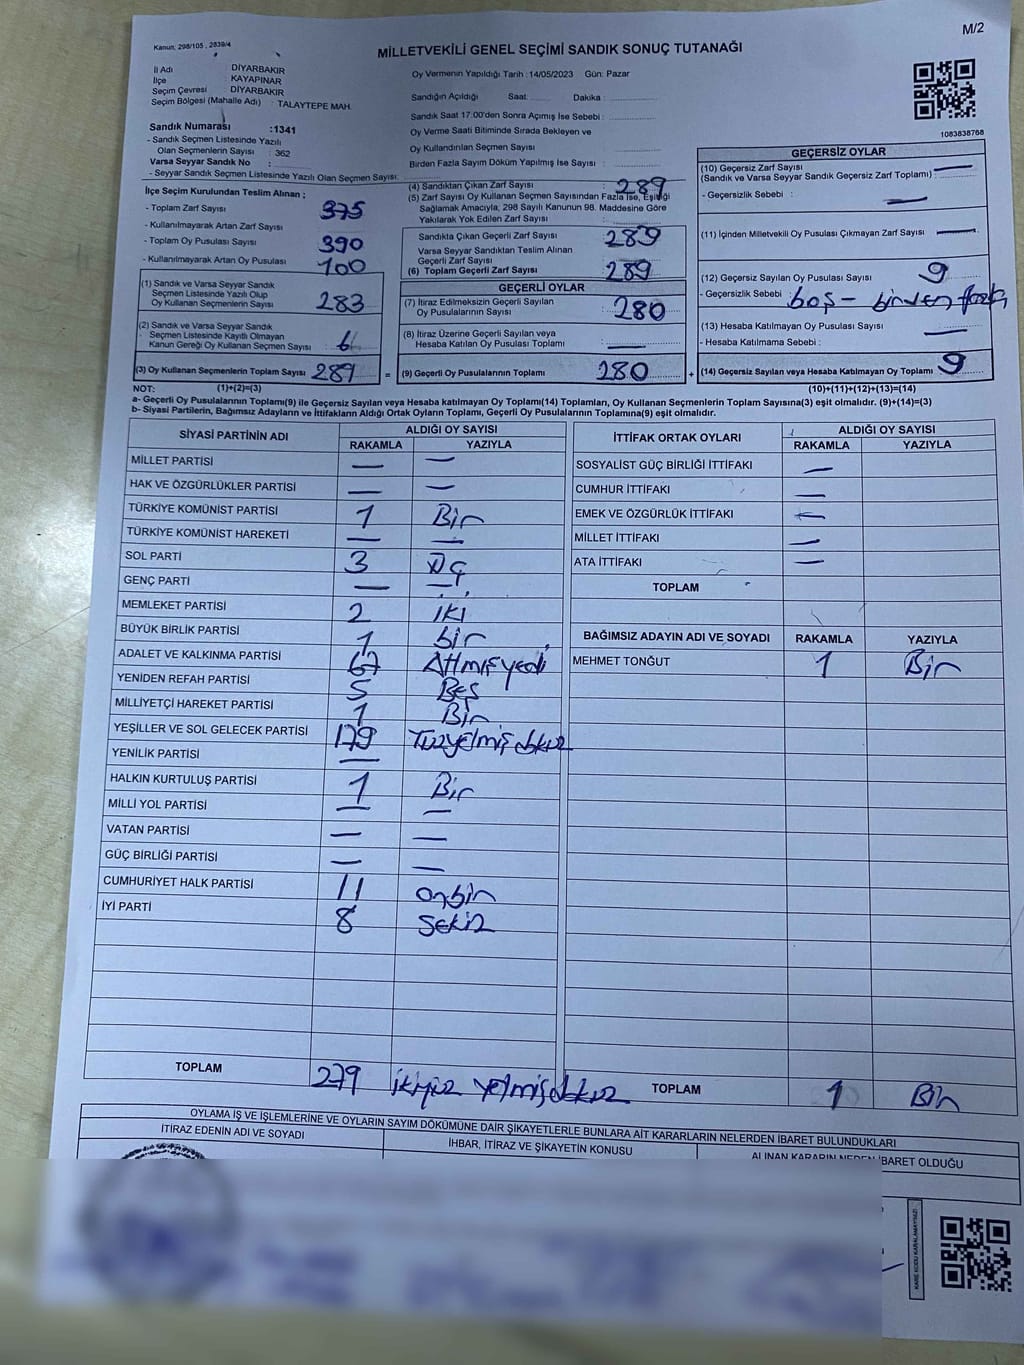 Kanun, 298/105 , 2839/4
M/2
MİLLETVEKİLİ GENEL SEÇİMİ SANDIK SONUÇ TUTANAĞI
İl Adı : DİYARBAKIR
İlçe : KAYAPINAR
Seçim Çevresi : DİYARBAKIR
Seçim Bölgesi (Mahalle Adı) : TALAYTEPE MAH.
Sandık Numarası :1341
- Sandık Seçmen Listesinde Yazılı
Olan Seçmenlerin Sayısı : 362
Varsa Seyyar Sandık No :
- Seyyar Sandık Seçmen Listesinde Yazılı Olan Seçmen Sayısı:
Oy Vermenin Yapıldığı Tarih :14/05/2023 Gün: Pazar
Sandığın Açıldığı Saat: Dakika :
Sandık Saat 17:00'den Sonra Açımış İse Sebebi :
Oy Verme Saati Bitiminde Sırada Bekleyen ve
Oy Kullandırılan Seçmen Sayısı :
Birden Fazla Sayım Döküm Yapılmış İse Sayısı :
1083838768
İlçe Seçim Kurulundan Teslim Alınan ;
- Toplam Zarf Sayısı : 375
- Kullanılmayarak Artan Zarf Sayısı :
- Toplam Oy Pusulası Sayısı : 390
- Kullanılmayarak Artan Oy Pusulası : 100
(1) Sandık ve Varsa Seyyar Sandık
Seçmen Listesinde Yazılı Olup
Oy Kullanan Seçmenlerin Sayısı : 283
(2) Sandık ve Varsa Seyyar Sandık
Seçmen Listesinde Kayıtlı Olmayan
Kanun Gereği Oy Kullanan Seçmen Sayısı : 6
(3) Oy Kullanan Seçmenlerin Toplam Sayısı : 289 =
(4) Sandıktan Çıkan Zarf Sayısı : 289
(5) Zarf Sayısı Oy Kullanan Seçmen Sayısından Fazla İse, Eşitliği
Sağlamak Amacıyla, 298 Sayılı Kanunun 98. Maddesine Göre
Yakılarak Yok Edilen Zarf Sayısı :
Sandıkta Çıkan Geçerli Zarf Sayısı : 289
Varsa Seyyar Sandıktan Teslim Alınan
Geçerli Zarf Sayısı :
(6) Toplam Geçerli Zarf Sayısı : 289
GEÇERLİ OYLAR
(7) İtiraz Edilmeksizin Geçerli Sayılan
Oy Pusulalarının Sayısı : 280
(8) İtiraz Üzerine Geçerli Sayılan veya
Hesaba Katılan Oy Pusulası Toplamı : —
(9) Geçerli Oy Pusulalarının Toplamı : 280 +
GEÇERSİZ OYLAR
(10) Geçersiz Zarf Sayısı
(Sandık ve Varsa Seyyar Sandık Geçersiz Zarf Toplamı) : —
- Geçersizlik Sebebi : —
(11) İçinden Milletvekili Oy Pusulası Çıkmayan Zarf Sayısı : —
(12) Geçersiz Sayılan Oy Pusulası Sayısı : 9
- Geçersizlik Sebebi : boş - birden fazla
(13) Hesaba Katılmayan Oy Pusulası Sayısı : —
- Hesaba Katılmama Sebebi :
(14) Geçersiz Sayılan veya Hesaba Katılmayan Oy Toplamı : 9
NOT: (1)+(2)=(3) (10)+(11)+(12)+(13)=(14)
a- Geçerli Oy Pusulalarının Toplamı(9) ile Geçersiz Sayılan veya Hesaba katılmayan Oy Toplamı(14) Toplamları, Oy Kullanan Seçmenlerin Toplam Sayısına(3) eşit olmalıdır. (9)+(14)=(3)
b- Siyasi Partilerin, Bağımsız Adayların ve İttifakların Aldığı Ortak Oyların Toplamı, Geçerli Oy Pusulalarının Toplamına(9) eşit olmalıdır.
SİYASİ PARTİNİN ADI ALDIĞI OY SAYISI
RAKAMLA YAZIYLA
MİLLET PARTİSİ — —
HAK VE ÖZGÜRLÜKLER PARTİSİ — —
TÜRKİYE KOMÜNİST PARTİSİ 1 Bir
TÜRKİYE KOMÜNİST HAREKETİ — —
SOL PARTİ 3 üç
GENÇ PARTİ — —
MEMLEKET PARTİSİ 2 iki
BÜYÜK BİRLİK PARTİSİ 1 bir
ADALET VE KALKINMA PARTİSİ 67 Altmışyedi
YENİDEN REFAH PARTİSİ 5 Beş
MİLLİYETÇİ HAREKET PARTİSİ 1 Bir
YEŞİLLER VE SOL GELECEK PARTİSİ 179 Yüzyetmişdokuz
YENİLİK PARTİSİ —
HALKIN KURTULUŞ PARTİSİ 1 Bir
MİLLİ YOL PARTİSİ — —
VATAN PARTİSİ — —
GÜÇ BİRLİĞİ PARTİSİ — —
CUMHURİYET HALK PARTİSİ 11 onbir
İYİ PARTİ 8 sekiz
TOPLAM 279 ikiyüz yetmişdokuz
İTTİFAK ORTAK OYLARI ALDIĞI OY SAYISI
RAKAMLA YAZIYLA
SOSYALİST GÜÇ BİRLİĞİ İTTİFAKI —
CUMHUR İTTİFAKI —
EMEK VE ÖZGÜRLÜK İTTİFAKI —
MİLLET İTTİFAKI —
ATA İTTİFAKI —
TOPLAM
BAĞIMSIZ ADAYIN ADI VE SOYADI RAKAMLA YAZIYLA
MEHMET TONĞUT 1 Bir
TOPLAM 1 Bir
OYLAMA İŞ VE İŞLEMLERİNE VE OYLARIN SAYIM DÖKÜMÜNE DAİR ŞİKAYETLERLE BUNLARA AİT KARARLARIN NELERDEN İBARET BULUNDUKLARI
İTİRAZ EDENİN ADI VE SOYADI İHBAR, İTİRAZ VE ŞİKAYETİN KONUSU ALINAN KARARIN NEDEN İBARET OLDUĞU
KARE KODU KARALAMAYINIZ!